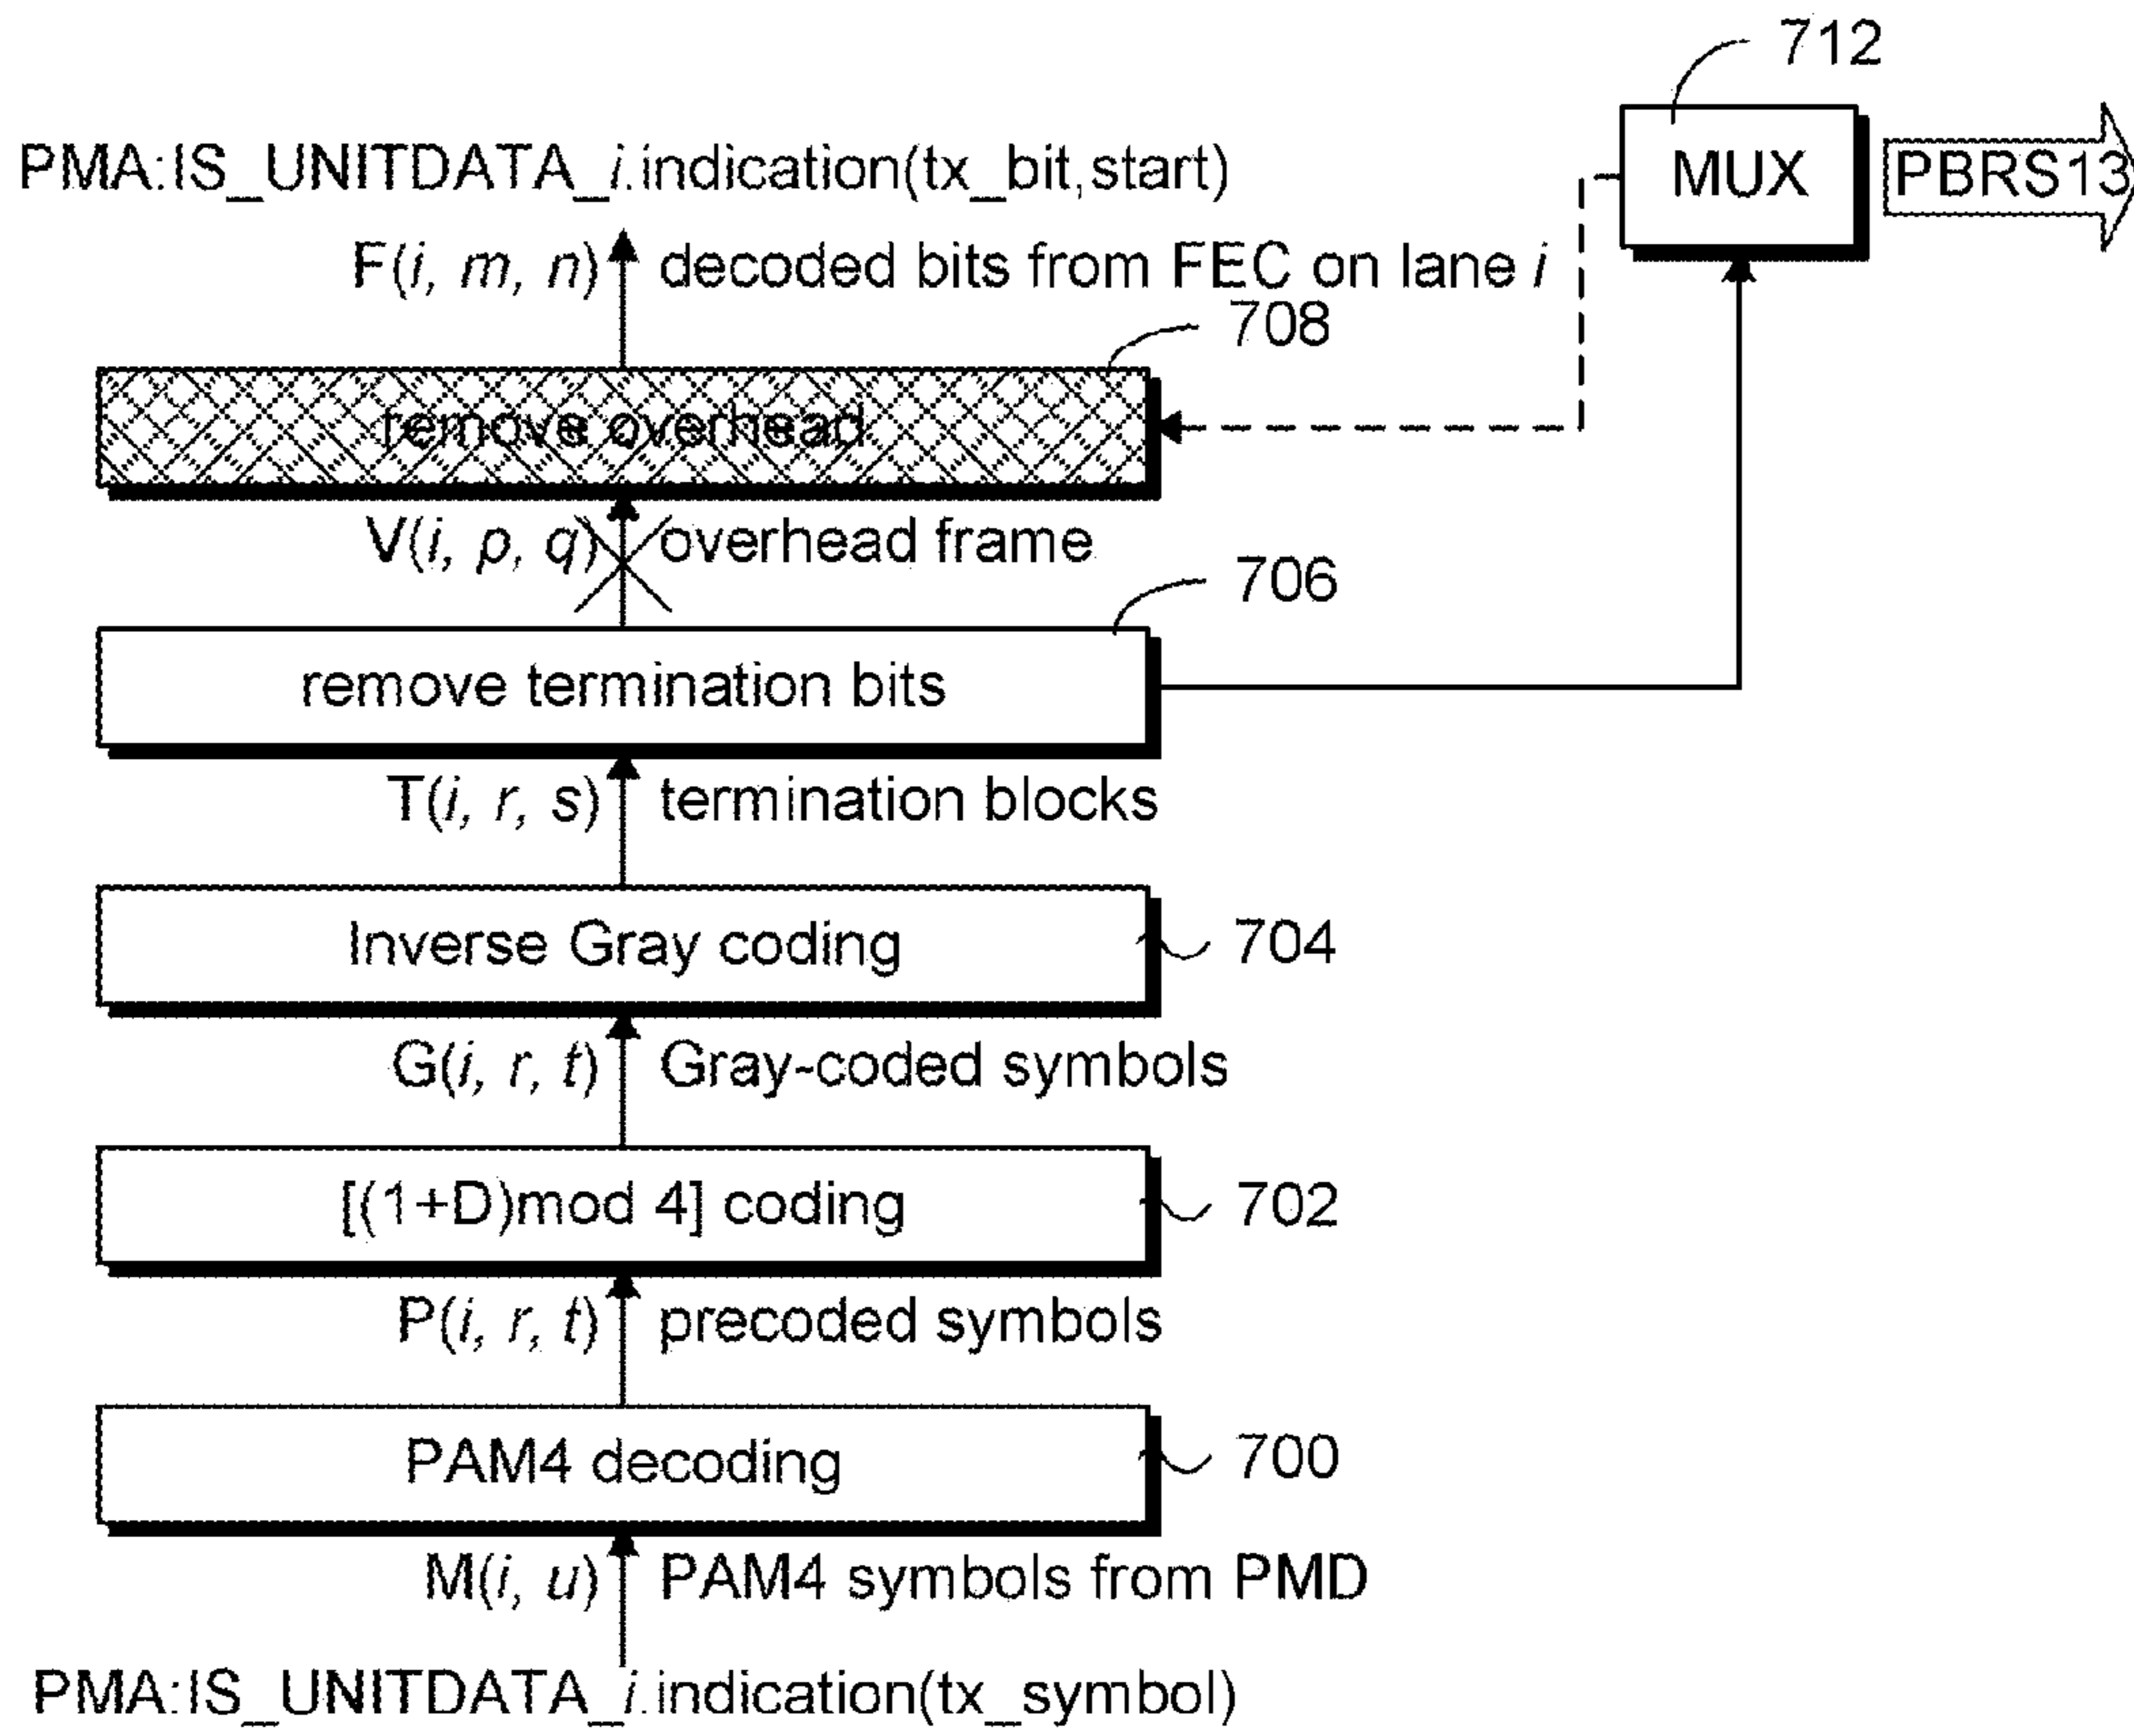 712
MUX
PBRS13
PMA:IS_UNITDATA_i.indication(tx_bit,start)
F(i, m, n) decoded bits from FEC on lane i
708
remove overhead
V(i, p, q) overhead frame
706
remove termination bits
T(i, r, s) termination blocks
Inverse Gray coding
704
G(i, r, t) Gray-coded symbols
[(1+D)mod 4] coding
702
P(i, r, t) precoded symbols
PAM4 decoding
700
M(i, u) PAM4 symbols from PMD
PMA:IS_UNITDATA_i.indication(tx_symbol)